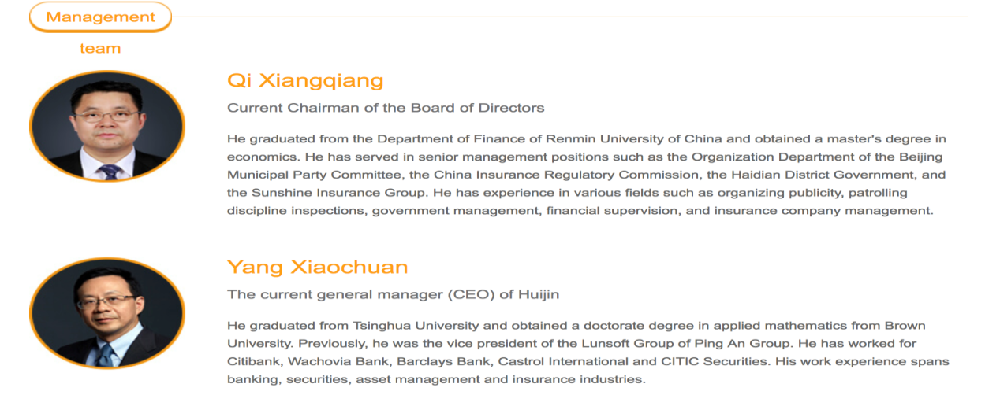 Management
team
Qi Xiangqiang
Current Chairman of the Board of Directors
He graduated from the Department of Finance of Renmin University of China and obtained a master's degree in
economics. He has served in senior management positions such as the Organization Department of the Beijing
Municipal Party Committee, the China Insurance Regulatory Commission, the Haidian District Government, and
the Sunshine Insurance Group. He has experience in various fields such as organizing publicity, patrolling
discipline inspections, government management, financial supervision, and insurance company management.
Yang Xiaochuan
The current general manager (CEO) of Huijin
He graduated from Tsinghua University and obtained a doctorate degree in applied mathematics from Brown
University. Previously, he was the vice president of the Lunsoft Group of Ping An Group. He has worked for
Citibank, Wachovia Bank, Barclays Bank, Castrol International and CITIC Securities. His work experience spans
banking, securities, asset management and insurance industries.